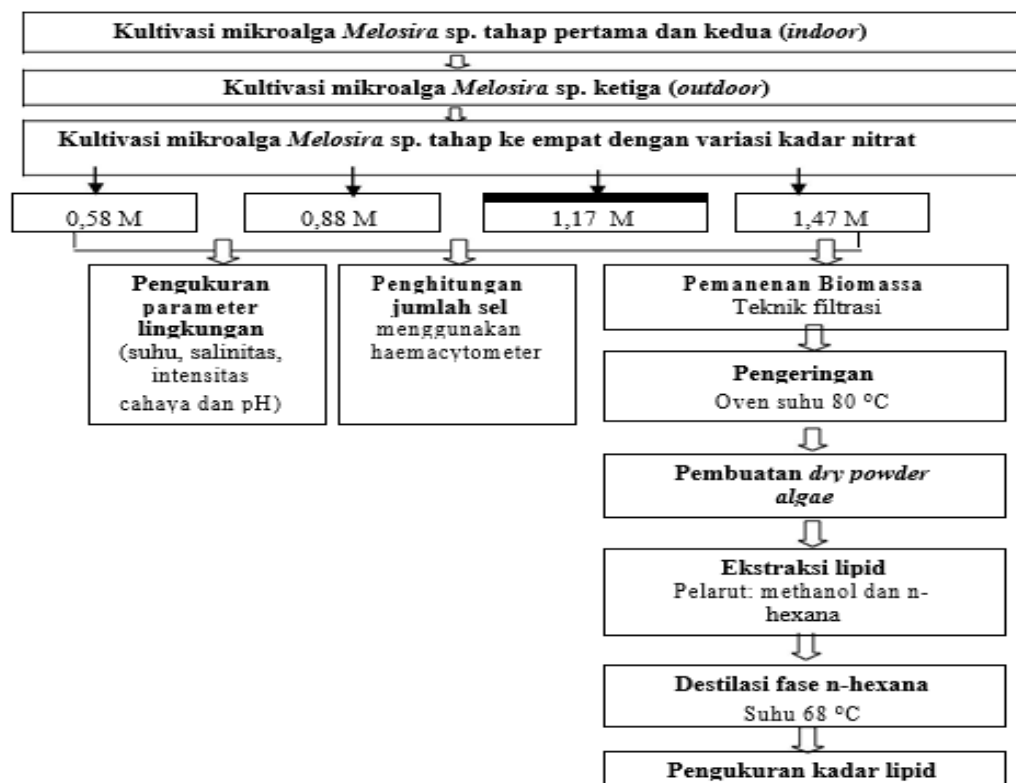 Kultivasi mikroalga Melosira sp. tahap pertama dan kedua (indoor)
Kultivasi mikroalga Melosira sp. ketiga (outdoor)
Kultivasi mikroalga Melosira sp. tahap ke empat dengan variasi kadar nitrat
0,58 M
0,88 M
1,17 M
1,47 M
Pengukuran
parameter
lingkungan
(suhu, salinitas,
intensitas
cahaya dan pH)
Penghitungan
jumlah sel
menggunakan
haemacytometer
Pemanenan Biomassa
Teknik filtrasi
Pengeringan
Oven suhu 80 °C
Pembuatan dry powder
algae
Ekstraksi lipid
Pelarut: methanol dan n-
hexana
Destilasi fase n-hexana
Suhu 68 °C
Pengukuran kadar lipid